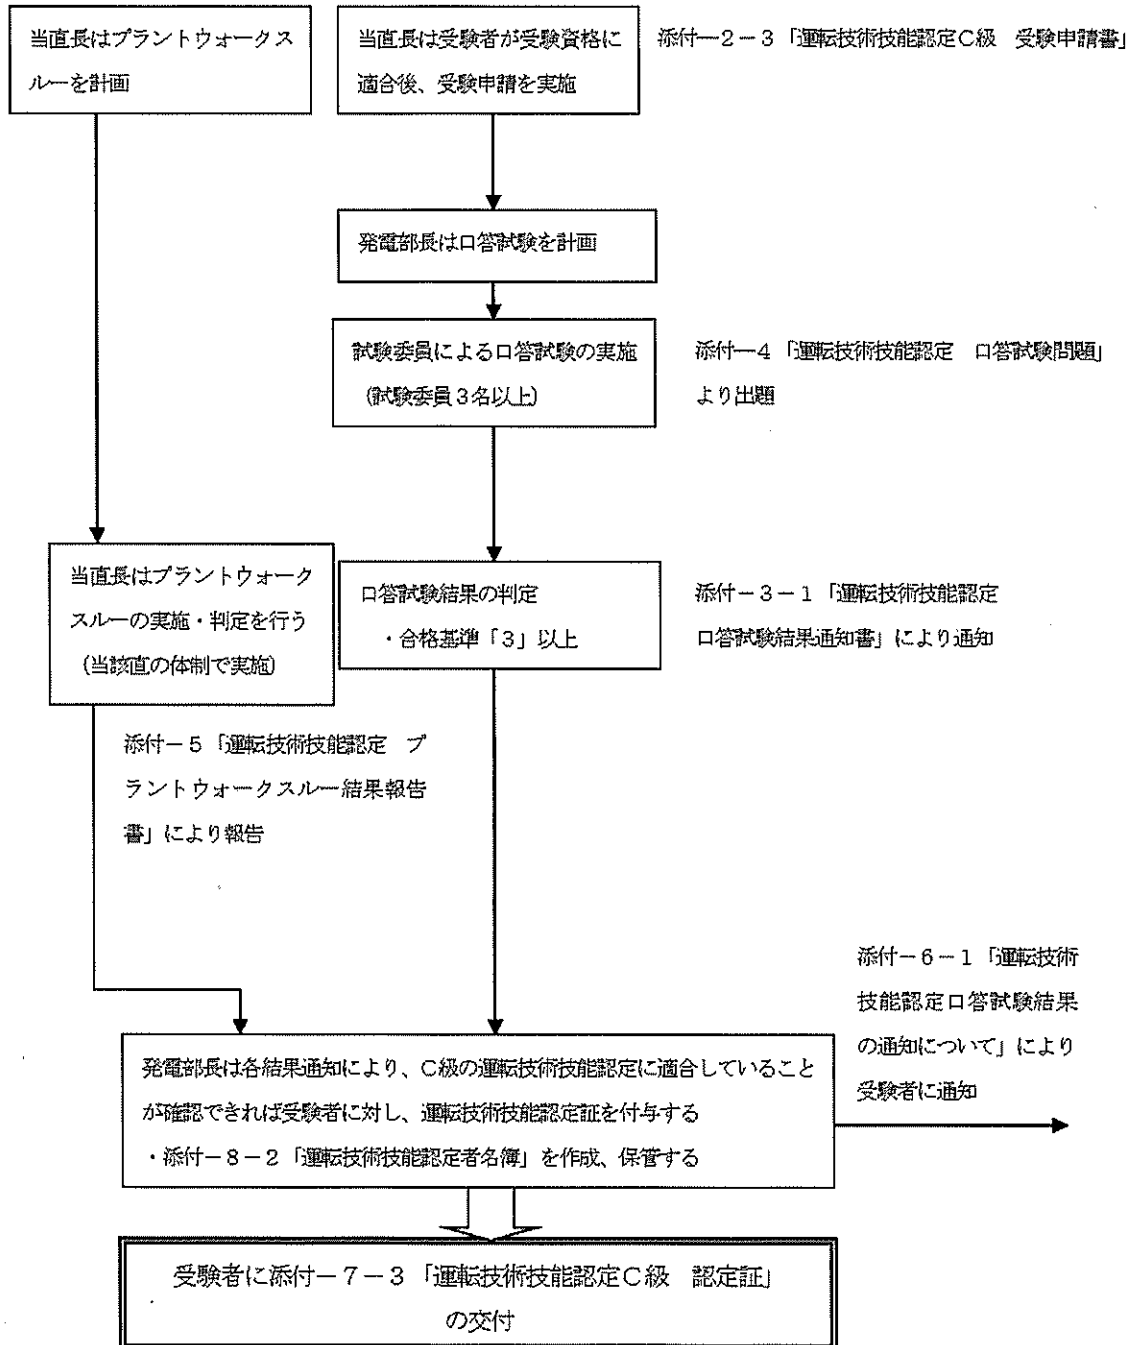 当直長はプラントウォークス
ルーを計画
当直長は受験者が受験資格に
適合後、受験申請を実施
添付―2－3「運転技術技能認定C級　受験申請書」
発電部長は口答試験を計画
試験委員による口答試験の実施
(試験委員3名以上)
添付―4「運転技術技能認定　口答試験問題」
より出題
当直長はプラントウォーク
スルーの実施・判定を行う
(当該直の体制で実施)
口答試験結果の判定
・合格基準「3」以上
添付－3－1「運転技術技能認定
口答試験結果通知書」により通知
添付－5「運転技術技能認定　プ
ラントウォークスルー結果報告
書」により報告
添付－6－1「運転技術
技能認定口答試験結果
の通知について」により
受験者に通知
発電部長は各結果通知により、C級の運転技術技能認定に適合していること
が確認できれば受験者に対し、運転技術技能認定証を付与する
・添付－8－2「運転技術技能認定者名簿」を作成、保管する
受験者に添付－7－3「運転技術技能認定C級　認定証」
の交付